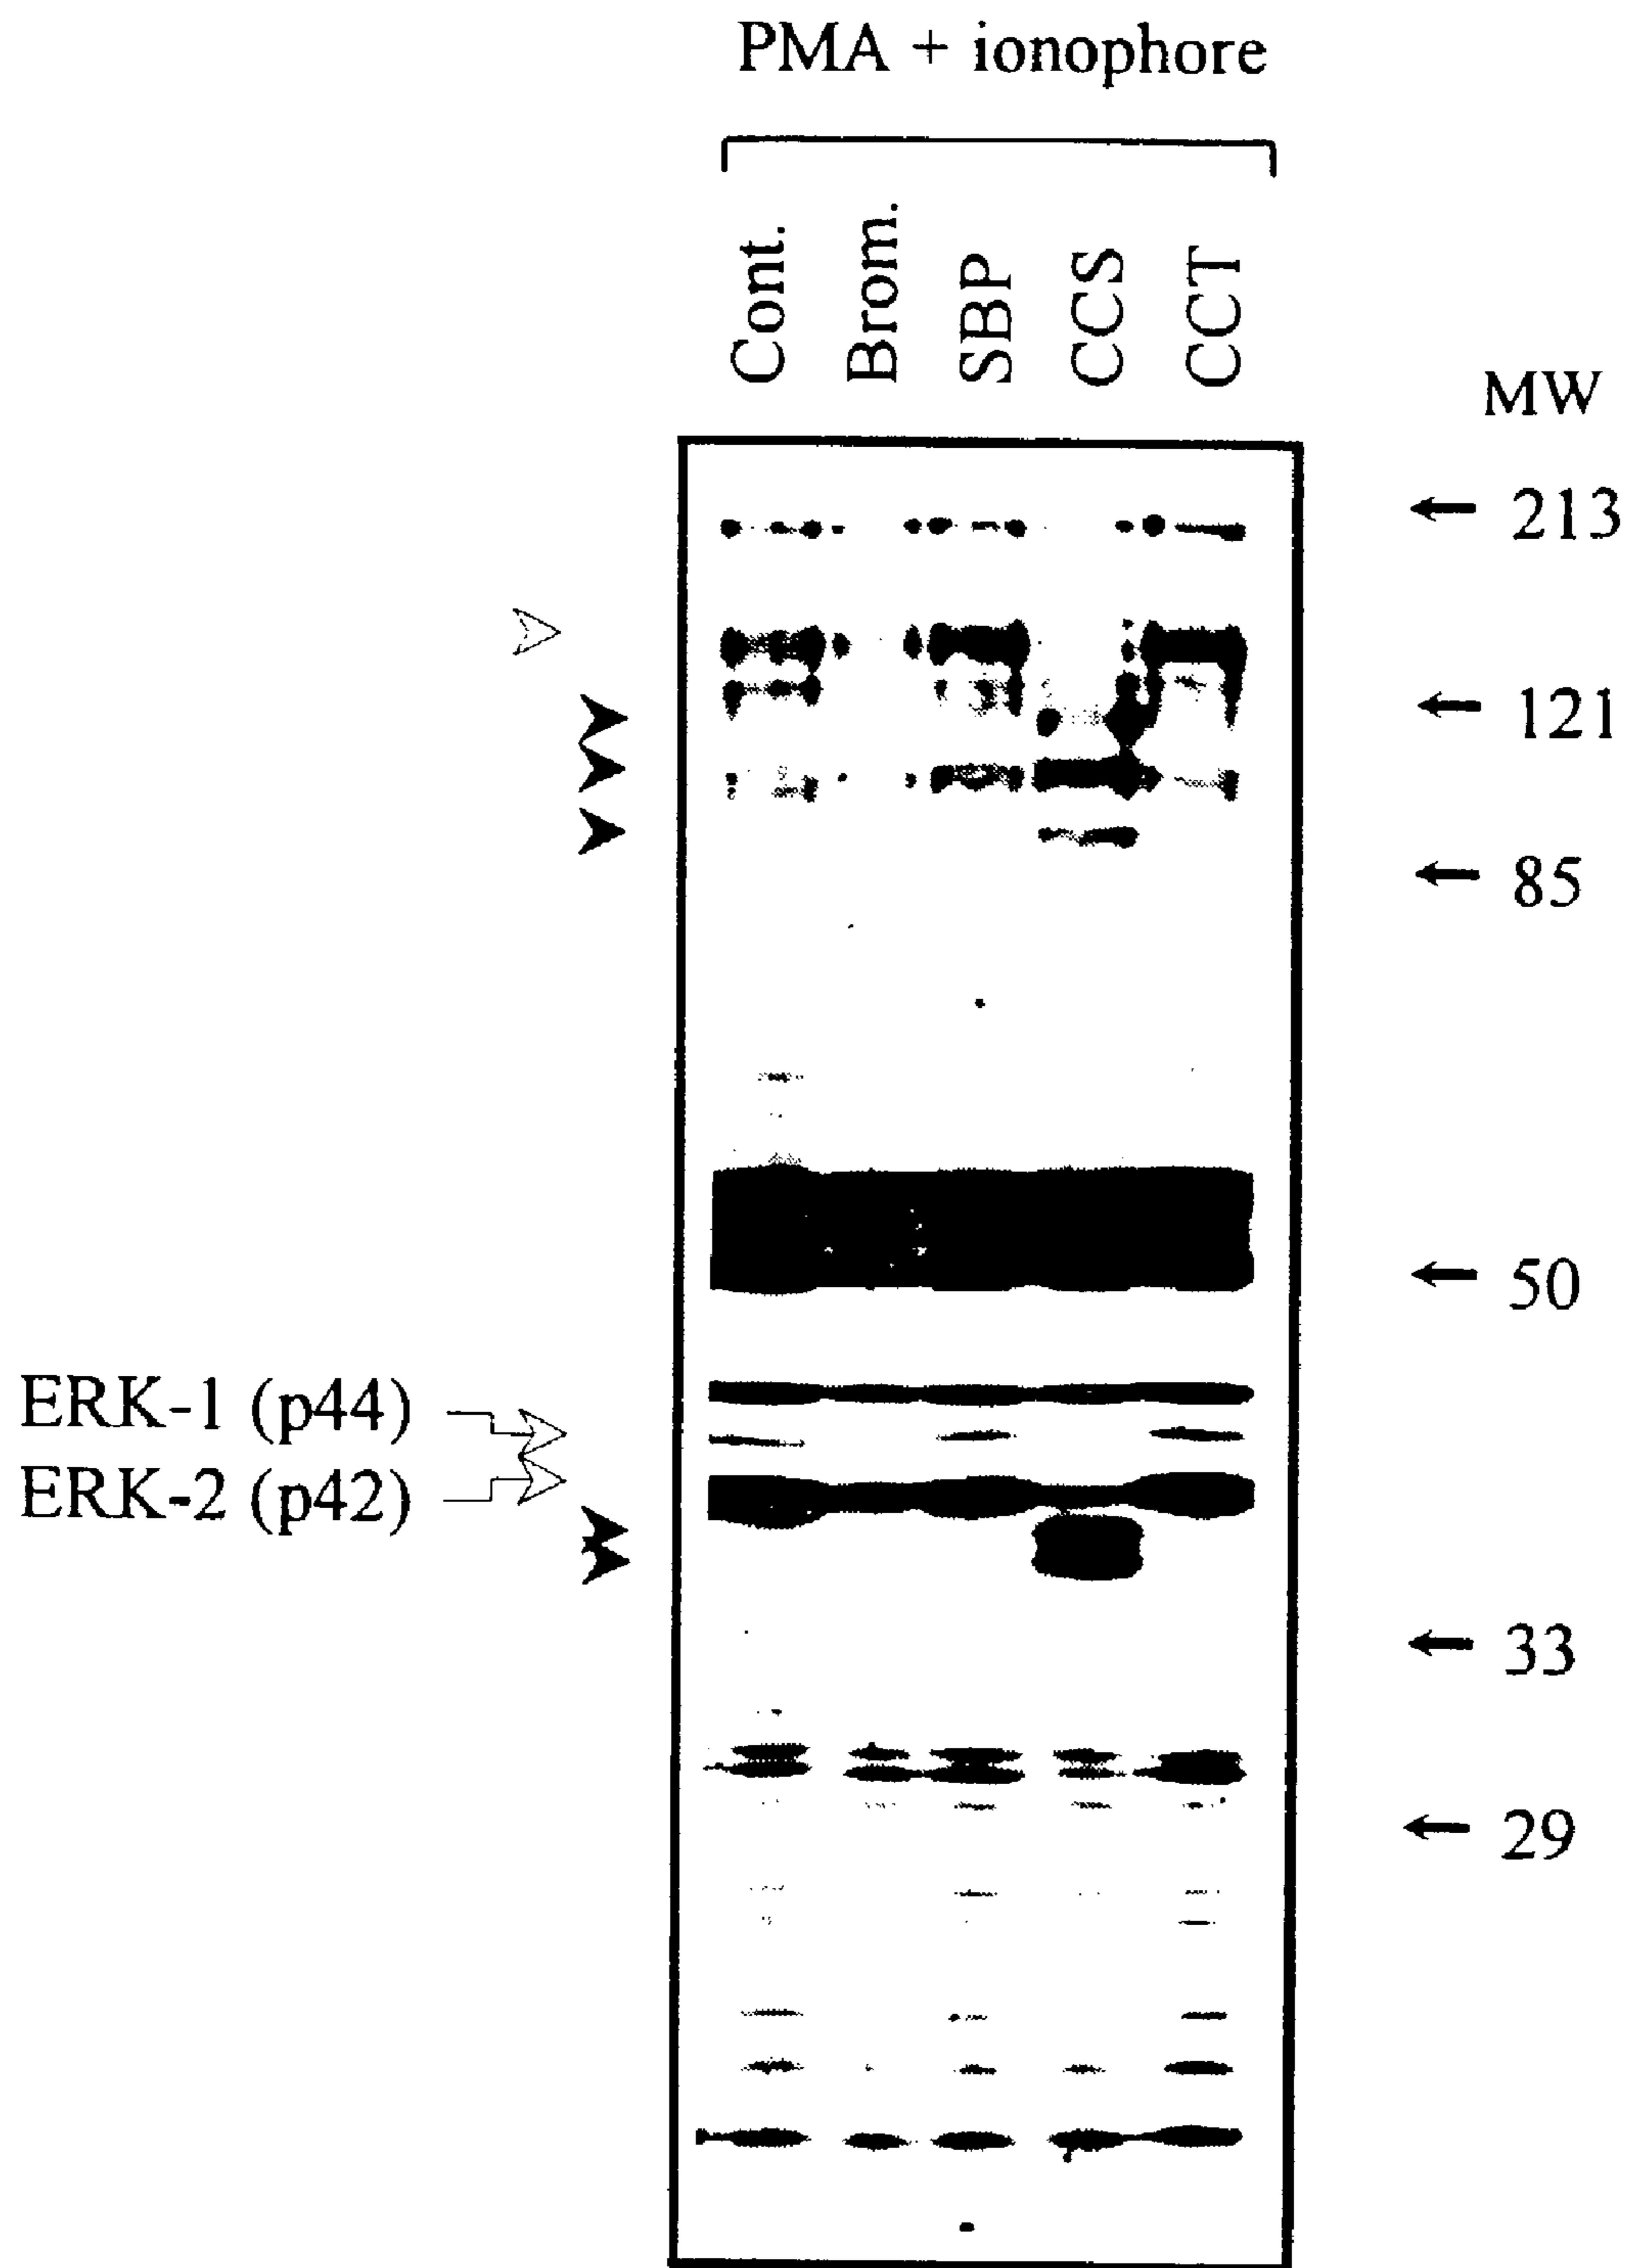 PMA + ionophore
Cont.
Brom.
SBP
CCS
CCT
MW
213
121
85
50
ERK-1 (p44)
ERK-2 (p42)
33
29